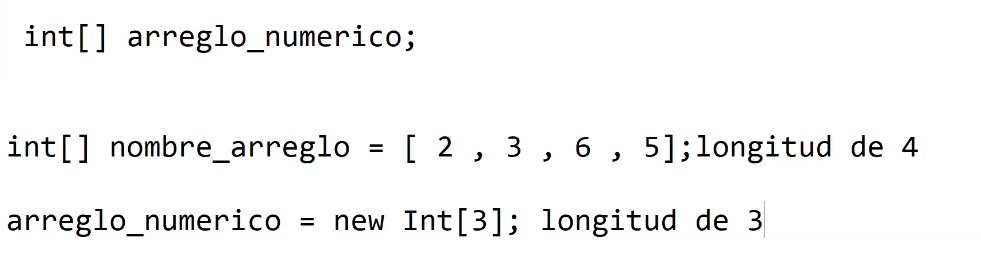 int[] arreglo_numerico;
int[] nombre_arreglo = [ 2 , 3 , 6 , 5];longitud de 4
arreglo_numerico = new Int[3]; longitud de 3